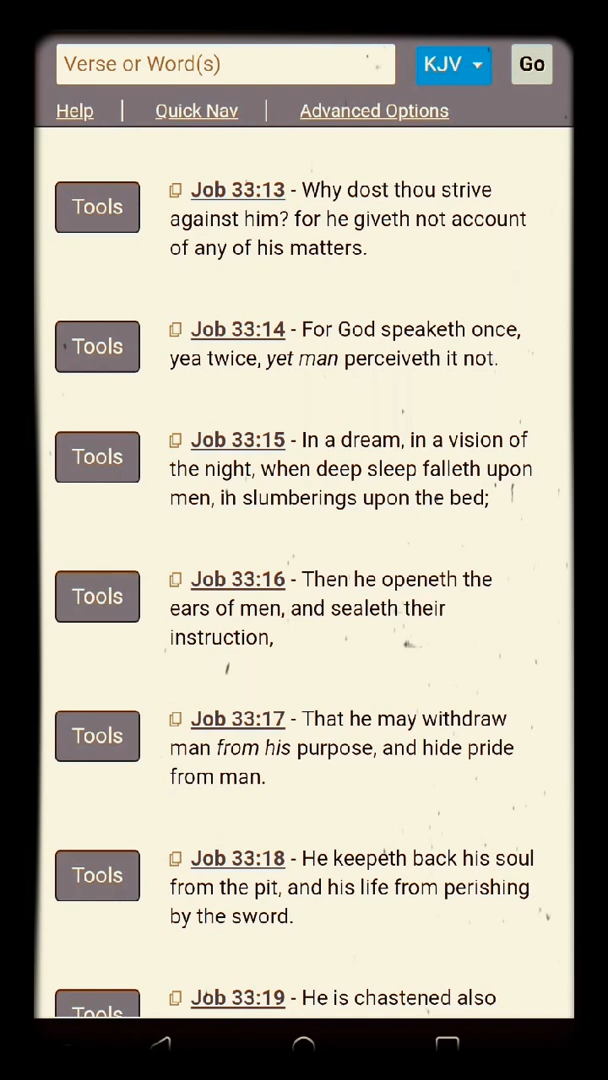 Verse or Word(s)
KJV
Go
Help
Quick Nav
Advanced Options
Tools
Job 33:13 - Why dost thou strive
against him? for he giveth not account
of any of his matters.
Tools
Job 33:14 - For God speaketh once,
yea twice, yet man perceiveth it not.
Tools
Job 33:15 - In a dream, in a vision of
the night, when deep sleep falleth upon
men, in slumberings upon the bed;
Tools
Job 33:16 - Then he openeth the
ears of men, and sealeth their
instruction,
Tools
Job 33:17 - That he may withdraw
man from his purpose, and hide pride
from man.
Tools
Job 33:18 - He keepeth back his soul
from the pit, and his life from perishing
by the sword.
Tools
Job 33:19 - He is chastened also